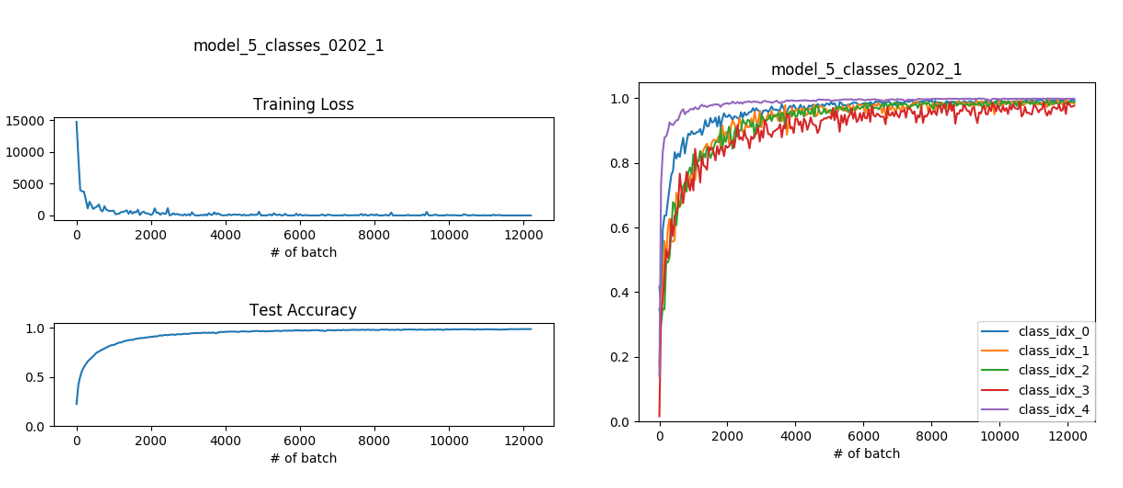 model_5_classes_0202_1
Training Loss
15000
10000
5000
0
0 2000 4000 6000 8000 10000 12000
# of batch
Test Accuracy
1.0
0.5
0.0
0 2000 4000 6000 8000 10000 12000
# of batch
model_5_classes_0202_1
1.0
0.8
0.6
0.4
0.2
0.0
class_idx_0
class_idx_1
class_idx_2
class_idx_3
class_idx_4
0 2000 4000 6000 8000 10000 12000
# of batch